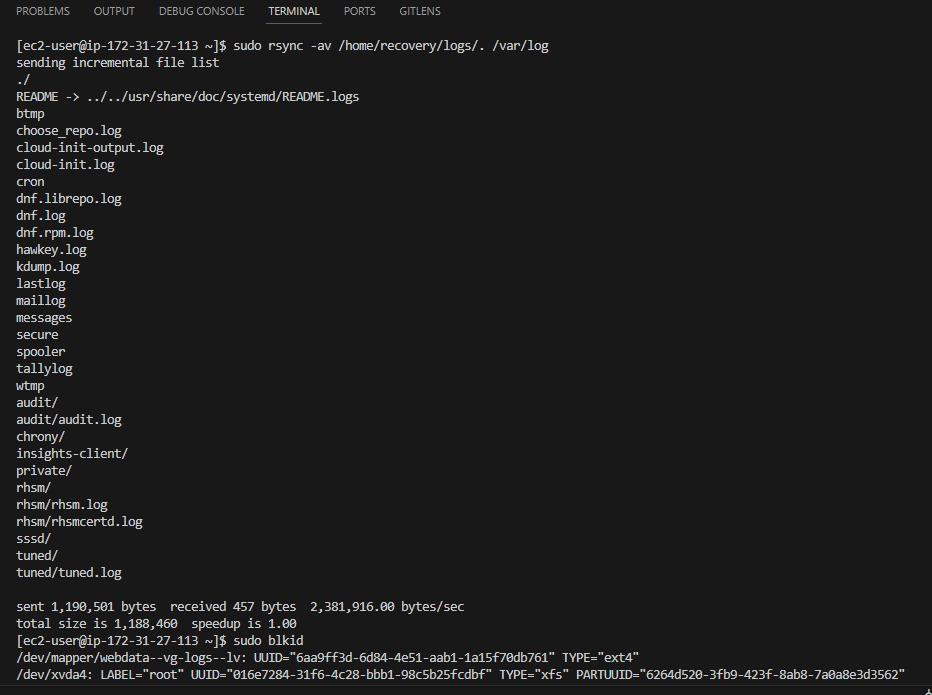 PROBLEMS OUTPUT DEBUG CONSOLE TERMINAL PORTS GITLENS
[ec2-user@ip-172-31-27-113 ~]$ sudo rsync -av /home/recovery/logs/. /var/log
sending incremental file list
./
README -> ../../usr/share/doc/systemd/README.logs
btmp
choose_repo.log
cloud-init-output.log
cloud-init.log
cron
dnf.librepo.log
dnf.log
dnf.rpm.log
hawkey.log
kdump.log
lastlog
maillog
messages
secure
spooler
tallylog
wtmp
audit/
audit/audit.log
chrony/
insights-client/
private/
rhsm/
rhsm/rhsm.log
rhsm/rhsmcertd.log
sssd/
tuned/
tuned/tuned.log
sent 1,190,501 bytes  received 457 bytes  2,381,916.00 bytes/sec
total size is 1,188,460  speedup is 1.00
[ec2-user@ip-172-31-27-113 ~]$ sudo blkid
/dev/mapper/webdata--vg-logs--lv: UUID="6aa9ff3d-6d84-4e51-aab1-1a15f70db761" TYPE="ext4"
/dev/xvda4: LABEL="root" UUID="016e7284-31f6-4c28-bbb1-98c5b25fcdbf" TYPE="xfs" PARTUUID="6264d520-3fb9-423f-8ab8-7a0a8e3d3562"